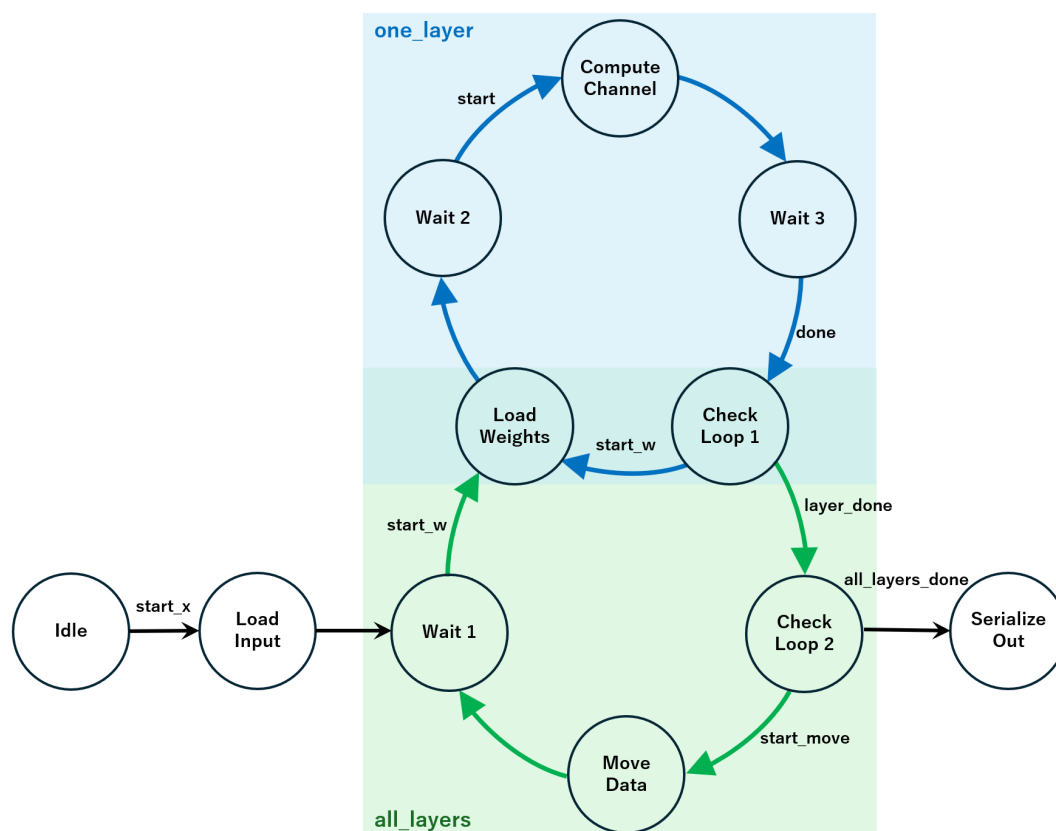 one_layer
Compute
Channel
start
Wait 2
Wait 3
done
Load
Weights
Check
Loop 1
start_w
layer_done
start_w
all_layers_done
start_x
Idle
Load
Input
Wait 1
Check
Loop 2
Serialize
Out
start_move
Move
Data
all_layers